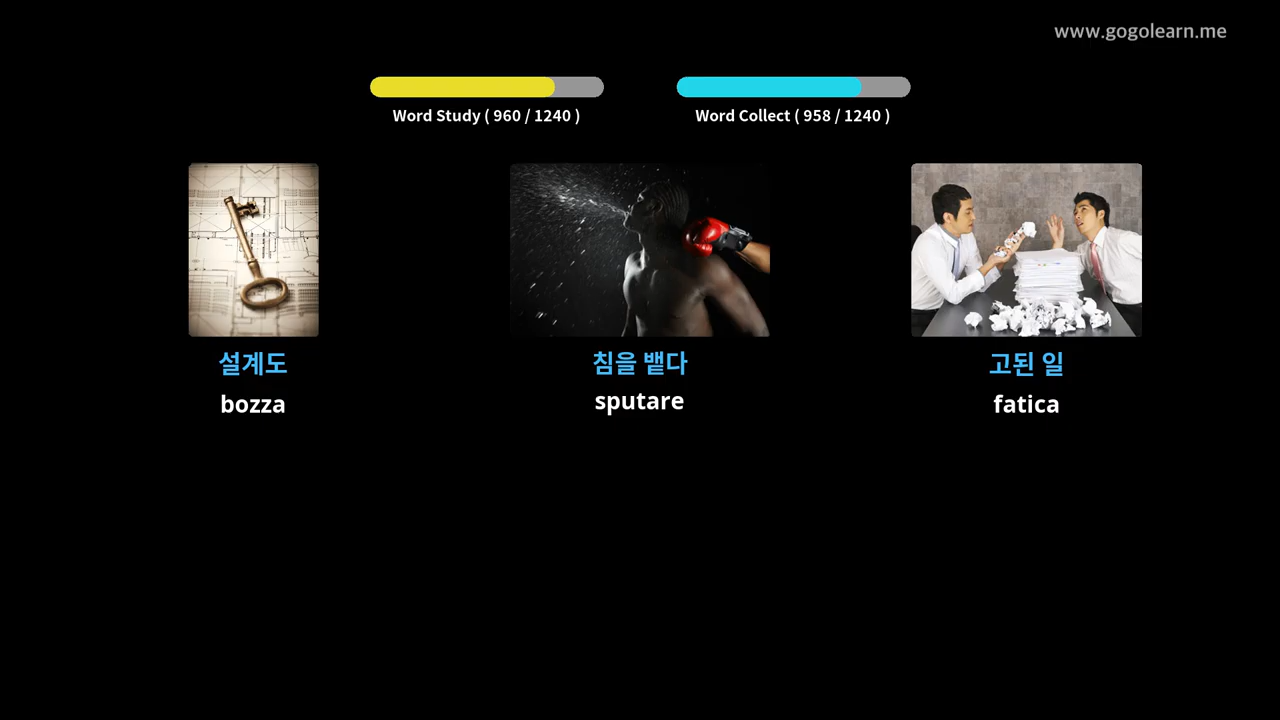 www.gogolearn.me
Word Study ( 960 / 1240 )
Word Collect ( 958 / 1240 )
설계도
bozza
침을 뱉다
sputare
고된 일
fatica